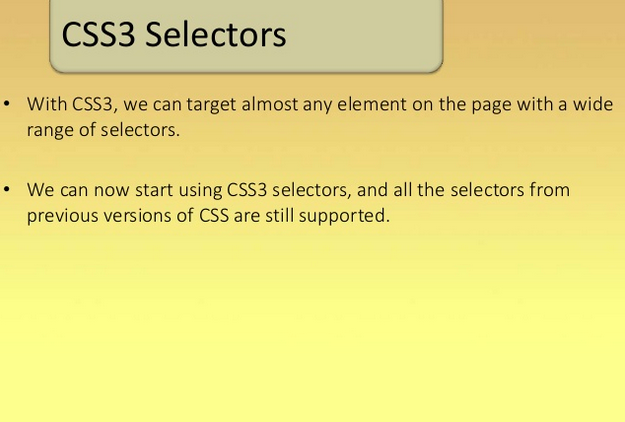 CSS3 Selectors
• With CSS3, we can target almost any element on the page with a wide
range of selectors.
• We can now start using CSS3 selectors, and all the selectors from
previous versions of CSS are still supported.